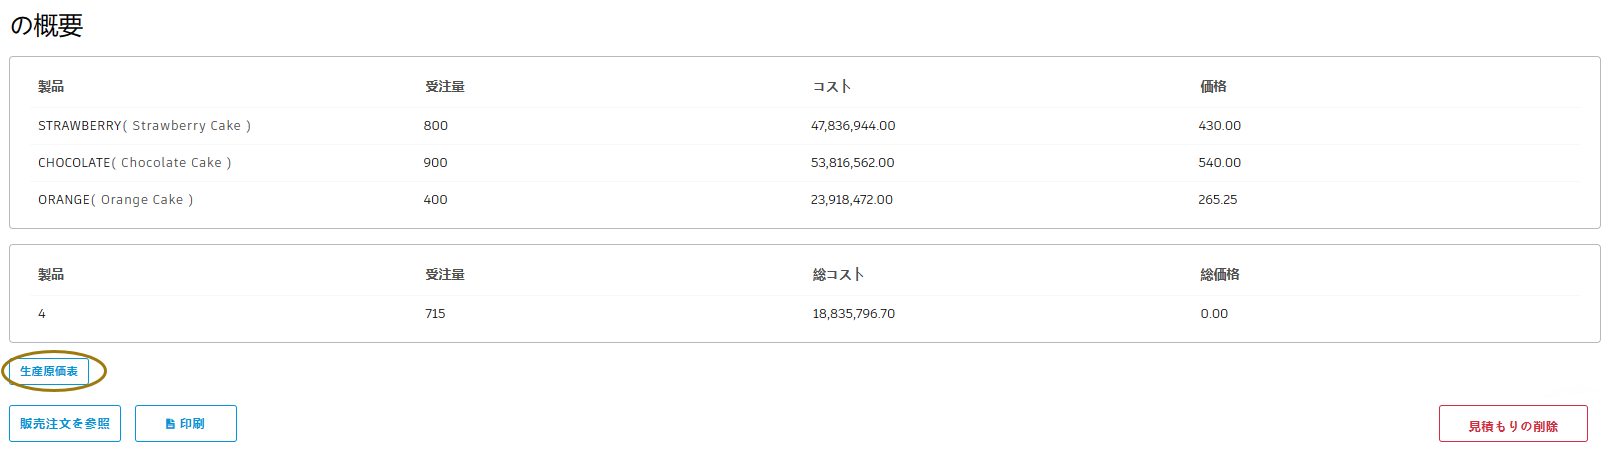 の概要
製品 受注量 コスト 価格
STRAWBERRY( Strawberry Cake ) 800 47,836,944.00 430.00
CHOCOLATE( Chocolate Cake ) 900 53,816,562.00 540.00
ORANGE( Orange Cake ) 400 23,918,472.00 265.25
製品 受注量 総コスト 総価格
4 715 18,835,796.70 0.00
生産原価表
販売注文を参照 印刷 見積もりの削除